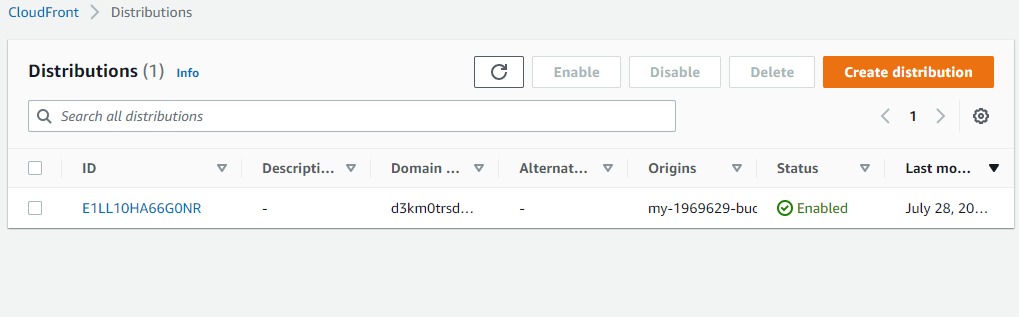 CloudFront > Distributions
Distributions (1) Info Enable Disable Delete Create distribution
Search all distributions 1
ID Descripti... Domain ... Alternat... Origins Status Last mo...
E1LL10HA66G0NR - d3km0trsd... - my-1969629-buc Enabled July 28, 20...